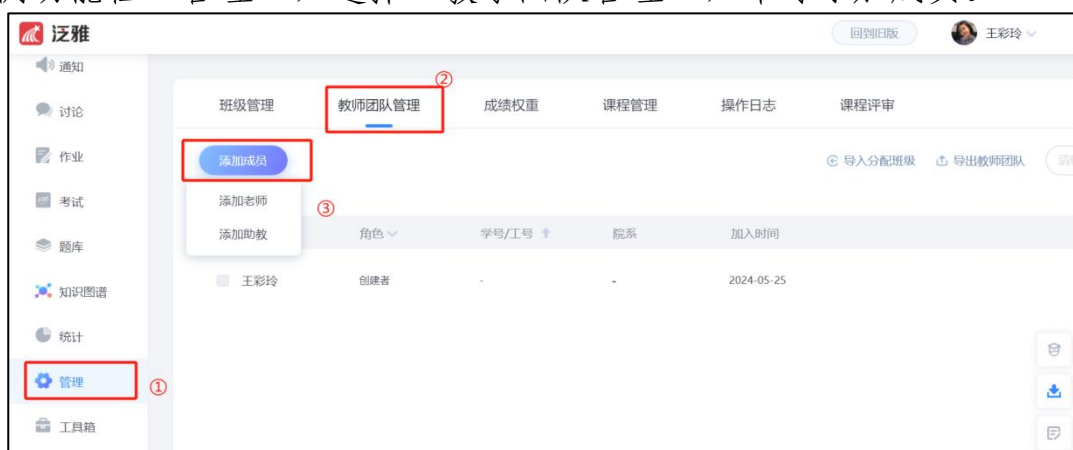 泛雅
回到旧版
王彩玲
通知
讨论
作业
考试
题库
知识图谱
统计
管理
①
工具箱
②
班级管理 教师团队管理 成绩权重 课程管理 操作日志 课程评审
添加成员
导入分配班级 导出教师团队
添加老师
③
添加助教
角色 学号/工号 院系 加入时间
王彩玲 创建者 - - 2024-05-25